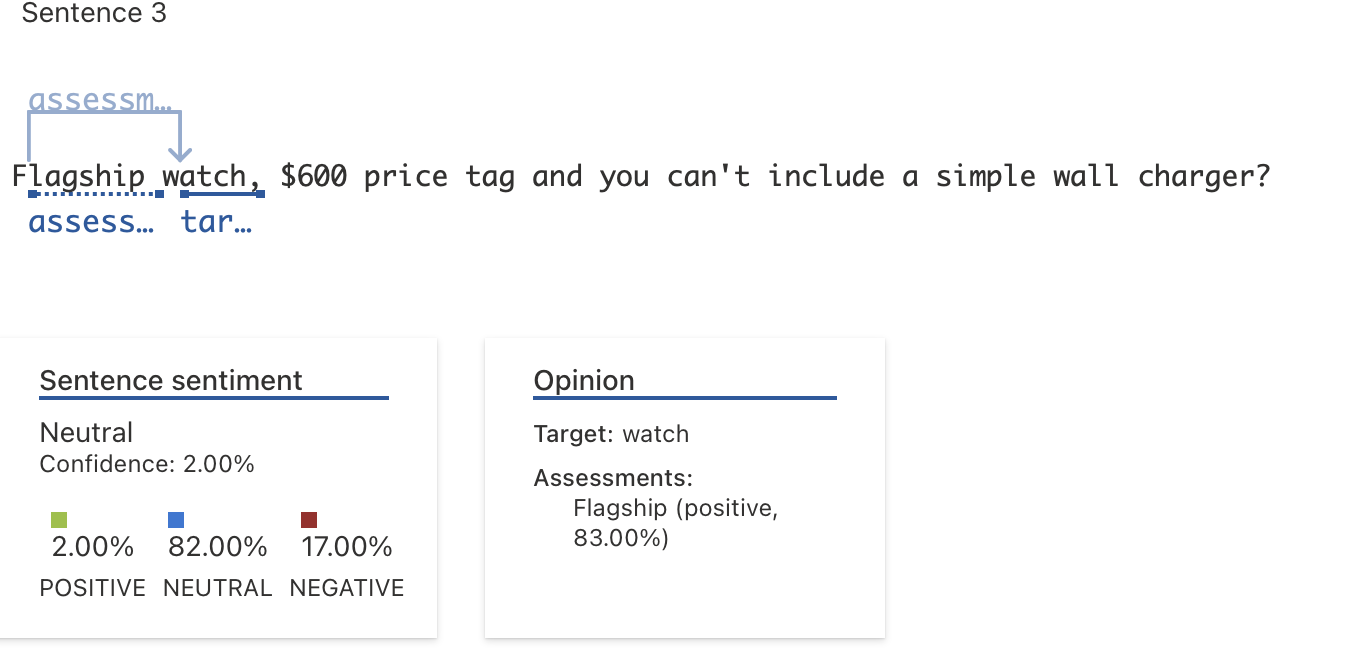 Sentence 3
assessm…
Flagship watch, $600 price tag and you can't include a simple wall charger?
assess… tar…
Sentence sentiment
Neutral
Confidence: 2.00%
2.00% 82.00% 17.00%
POSITIVE NEUTRAL NEGATIVE
Opinion
Target: watch
Assessments:
Flagship (positive,
83.00%)